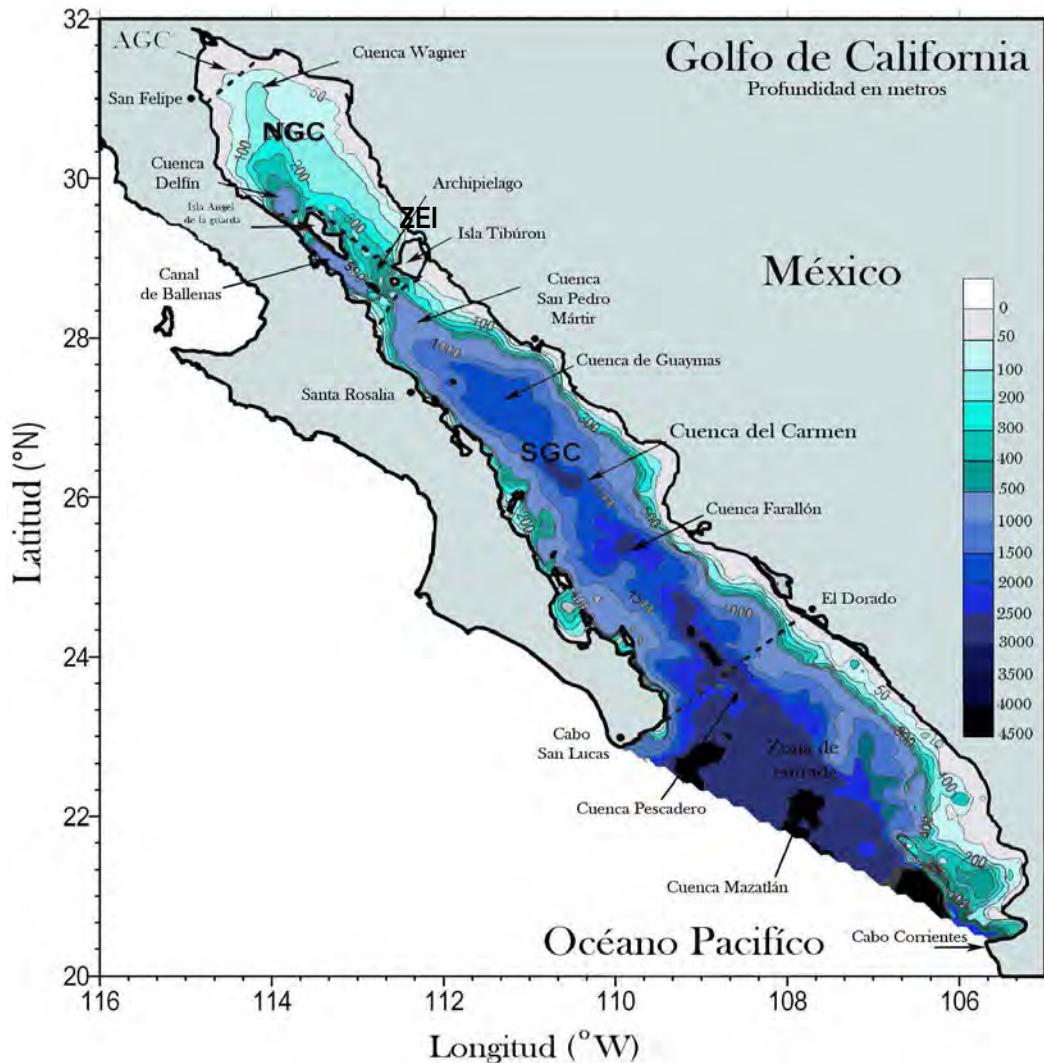 Golfo de California
Profundidad en metros
AGC
Cuenca Wagner
San Felipe
NGC
Cuenca
Delfín
Isla Angel
de la guarda
Archipielago
ZEI
Isla Tibúron
Canal
de Ballenas
Cuenca
San Pedro
Mártir
México
Cuenca de Guaymas
Santa Rosalia
Cuenca del Carmen
SGC
Cuenca Farallón
El Dorado
Cabo
San Lucas
Zona de
entrada
Cuenca Pescadero
Cuenca Mazatlán
Océano Pacifíco
Cabo Corrientes
0
50
100
200
300
400
500
1000
1500
2000
2500
3000
4000
4500
32
30
28
26
24
22
20
Latitud (°N)
116
114
112
110
108
106
Longitud (°W)